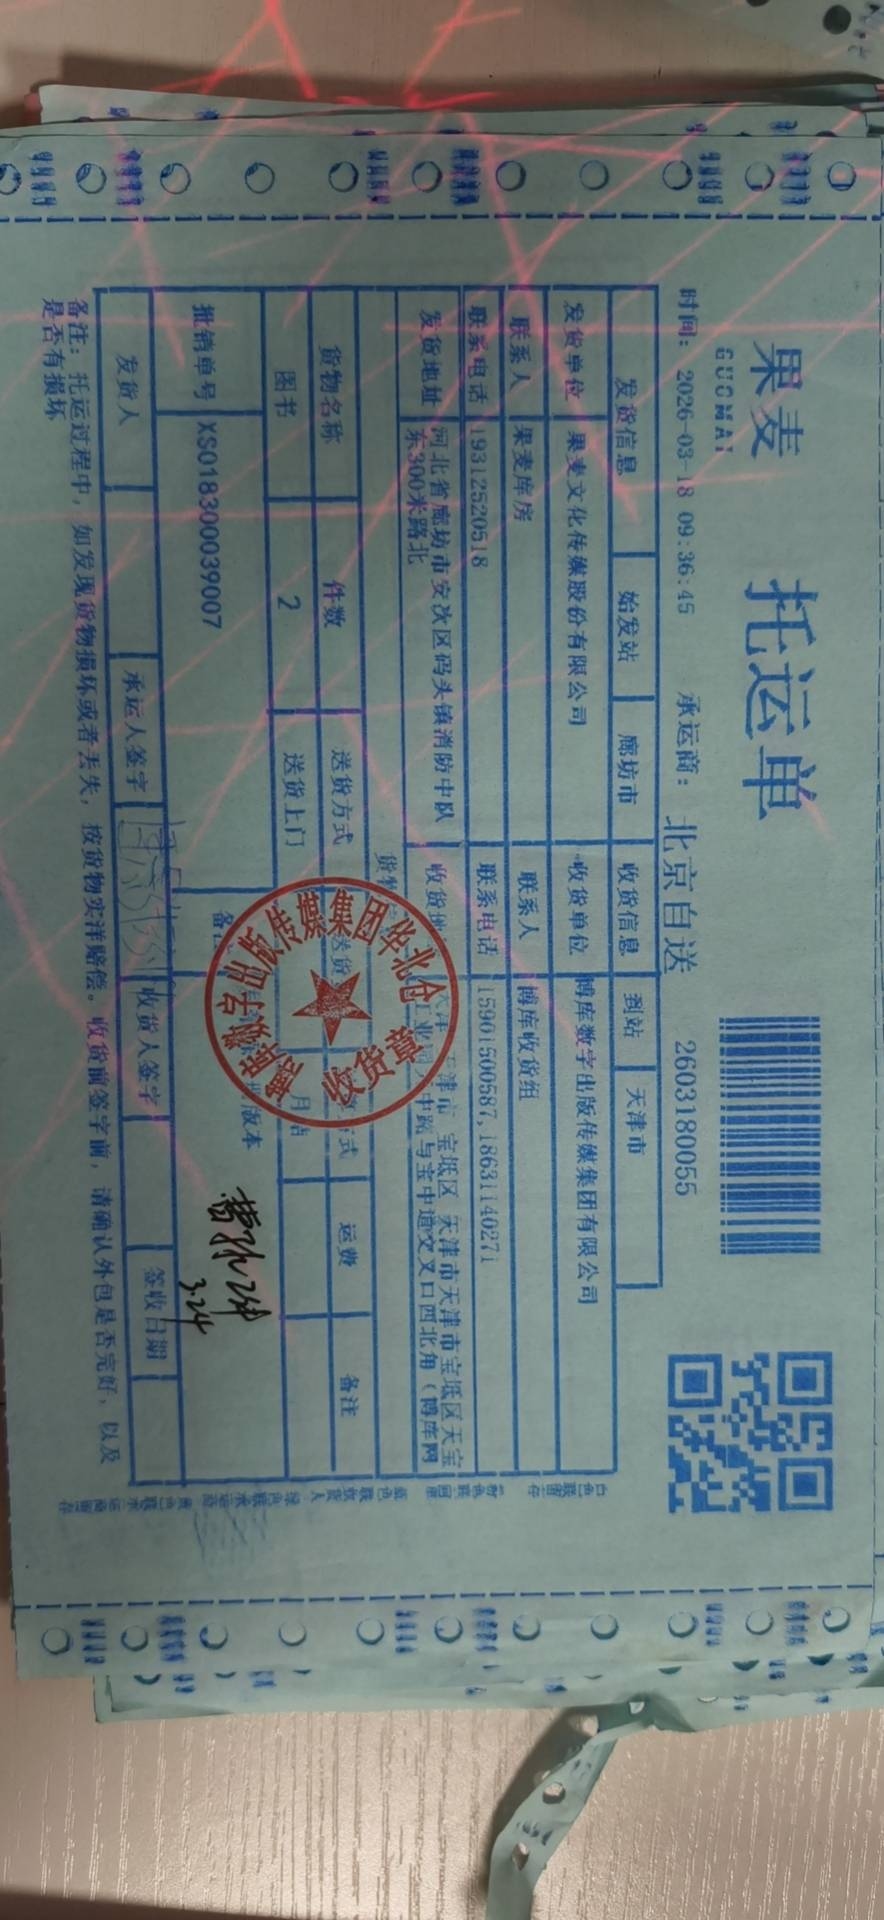 果麦
GUOMAI
托运单
时间: 2026-03-18 09:36:45 承运商: 北京自送 2603180055
发货信息 始发站 廊坊市 收货信息 到站 天津市
发货单位 果麦文化传媒股份有限公司 收货单位 博库数字出版传媒集团有限公司
联系人 果麦库房 联系人 博库收货组
联系电话 19312520518 联系电话 15901500587,18631140271
发货地址 河北省廊坊市安次区码头镇消防中队
东300米路北
收货地 天津市 宝坻区 天津市天津市宝坻区天宝
工业园 中路与宝中道交叉口西北角(博库网
货物
货物名称 件数 送货方式 送货 式 运费 备注
图书 2 送货上门 月结
批销单号 XS018300039007 备注 版本
博库数字出版传媒集团华北仓
收货章
3.24
发货人 承运人签字 收货人签字 签收日期
备注: 托运过程中, 如发现货物损坏或者丢失, 按货物实洋赔偿。收货前签字前, 请确认外包是否完好, 以及
是否有损坏